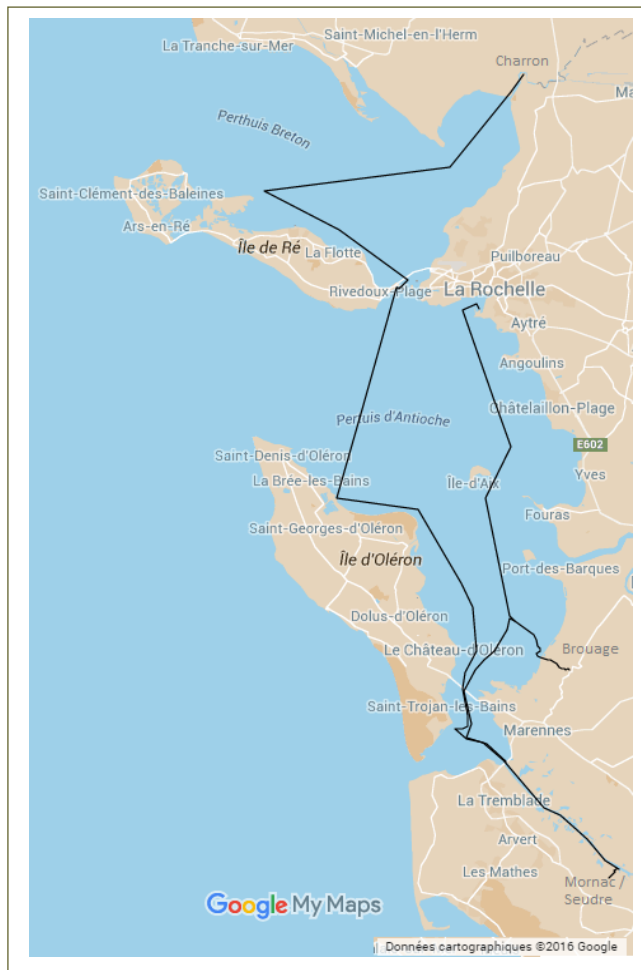 Saint-Michel-en-l'Herm
La Tranche-sur-Mer
Charron
Ma
Perthuis Breton
Saint-Clément-des-Baleines
Ars-en-Ré
Île de Ré
La Flotte
Puilboreau
Rivedoux-Plage
La Rochelle
Aytré
Angoulins
Châtelaillon-Plage
Pertuis d'Antioche
E602
Saint-Denis-d'Oléron
La Brée-les-Bains
Île-d'Aix
Yves
Saint-Georges-d'Oléron
Fouras
Île d'Oléron
Port-des-Barques
Dolus-d'Oléron
Le Château-d'Oléron
Brouage
Saint-Trojan-les-Bains
Marennes
La Tremblade
Arvert
Les Mathes
Mornac /
Seudre
Google My Maps
Données cartographiques ©2016 Google